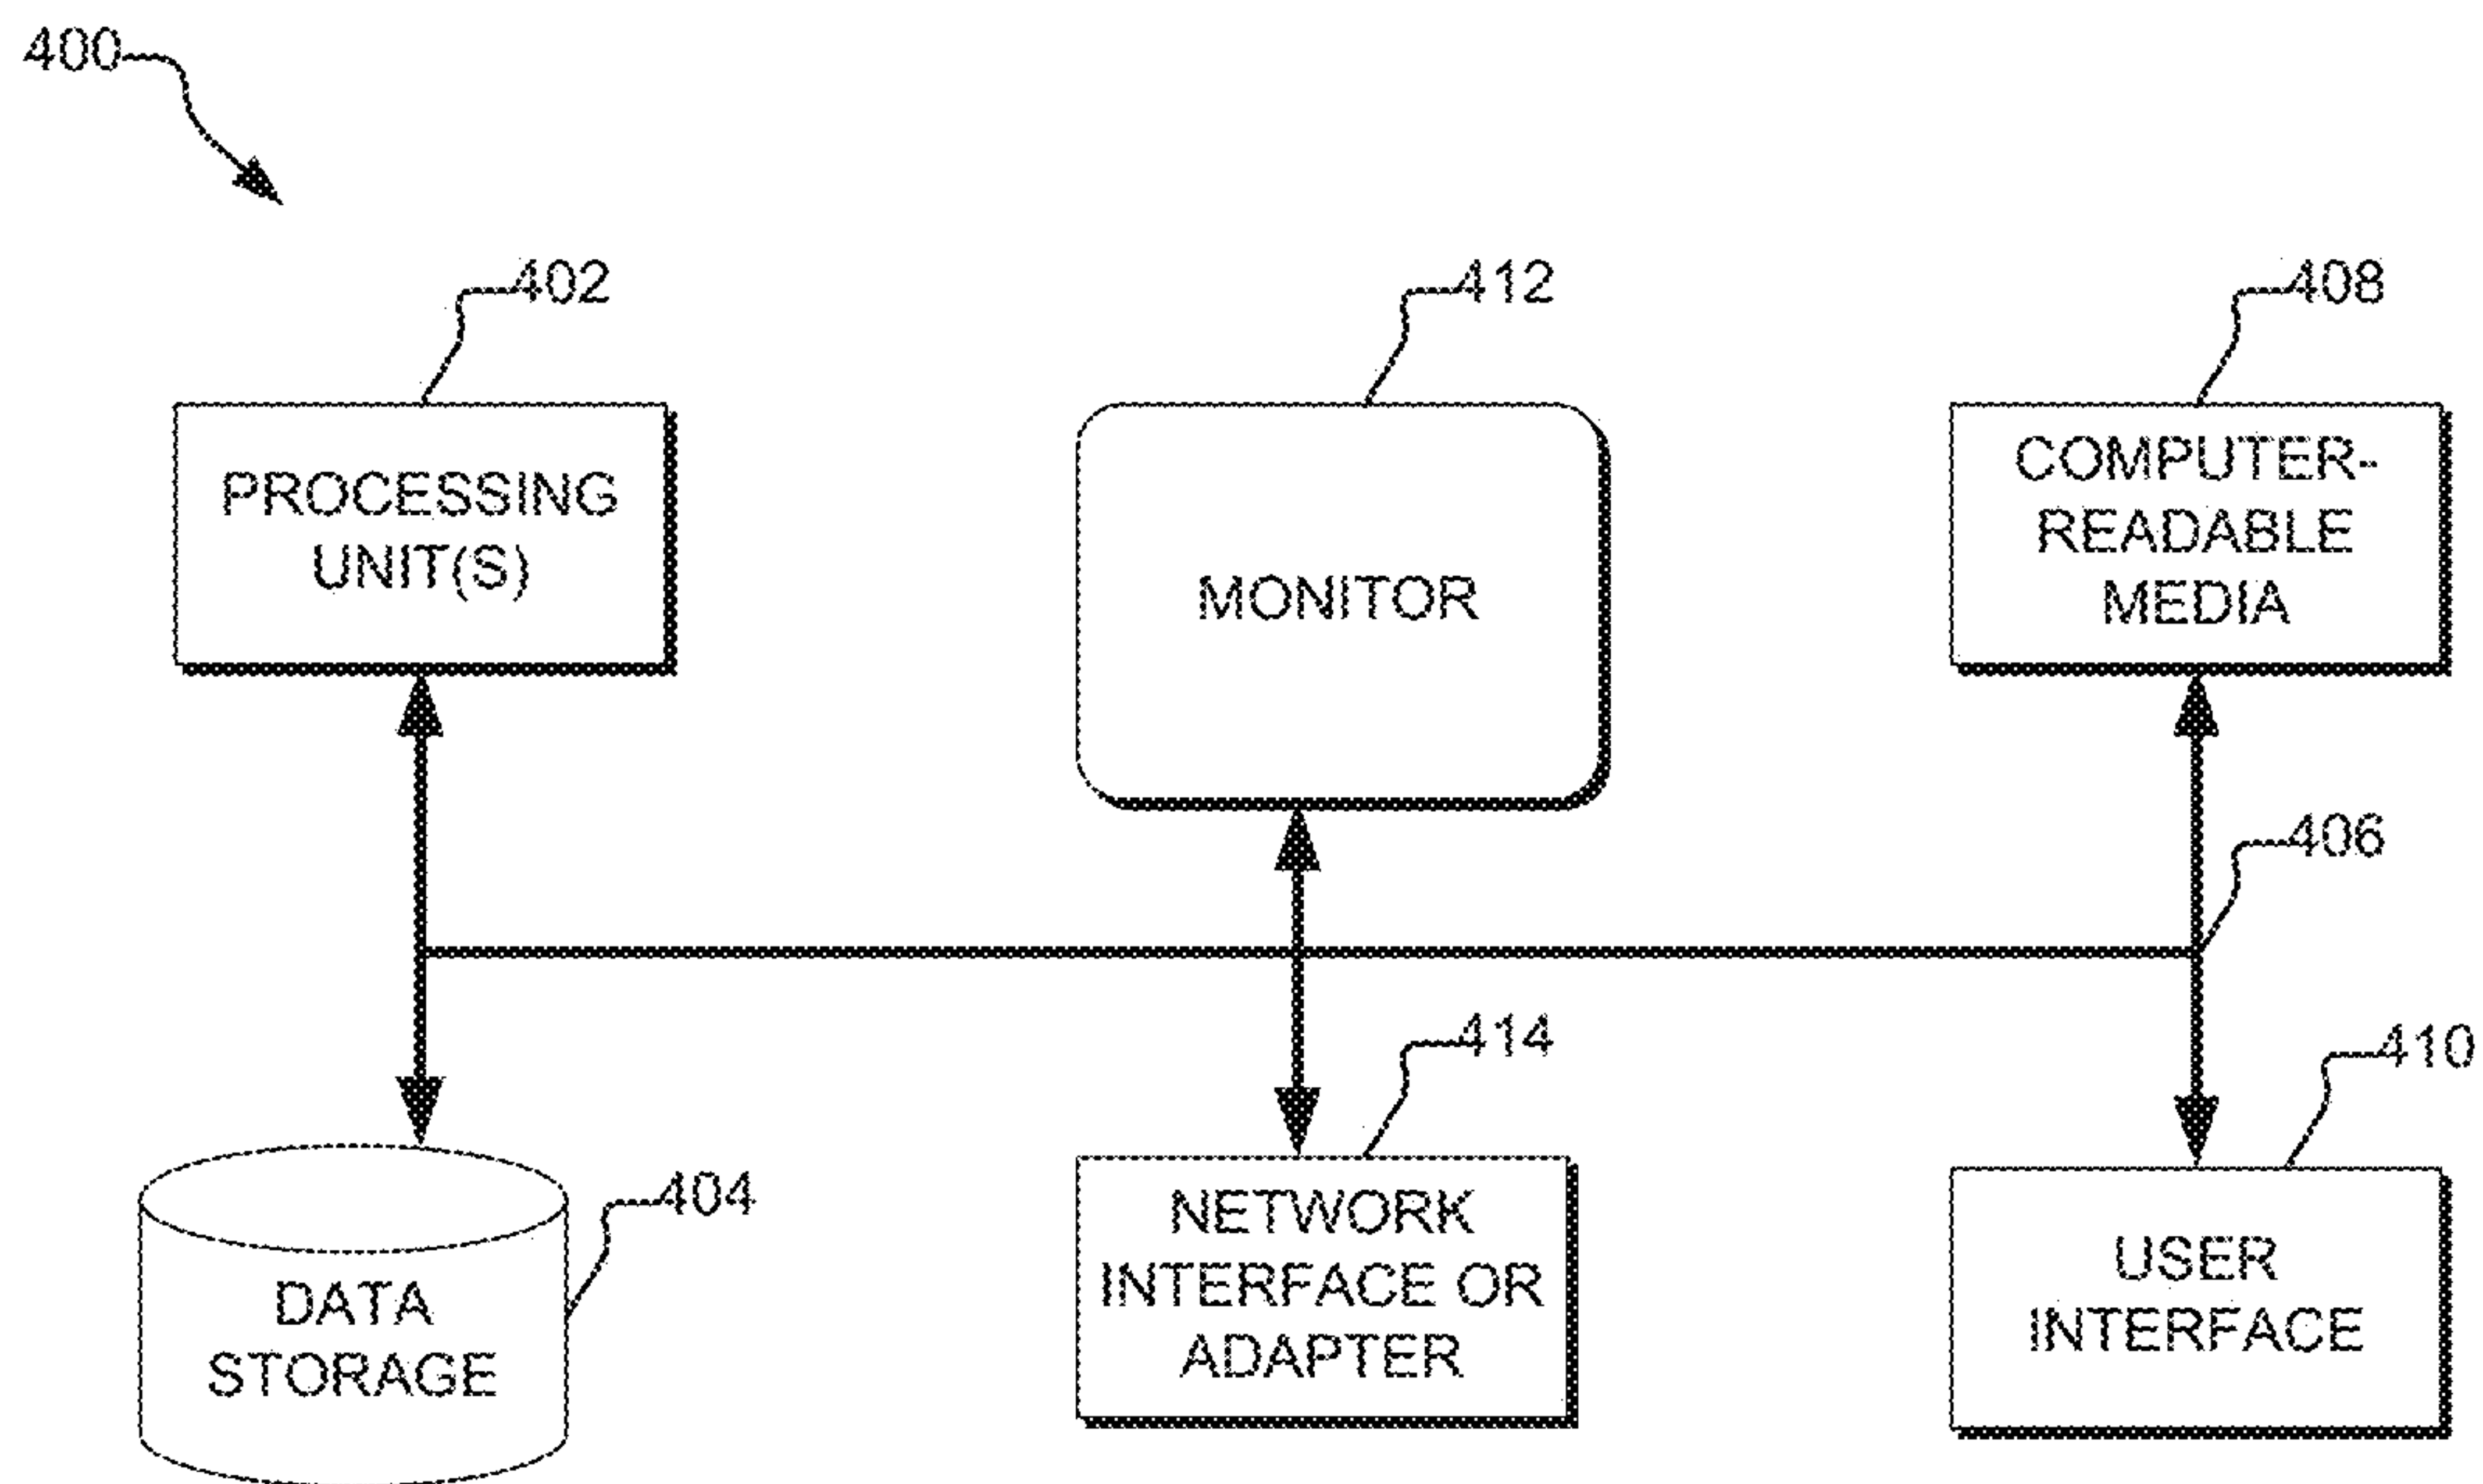 400
402
412
408
PROCESSING
UNIT(S)
MONITOR
COMPUTER-
READABLE
MEDIA
406
414
410
404
DATA
STORAGE
NETWORK
INTERFACE OR
ADAPTER
USER
INTERFACE